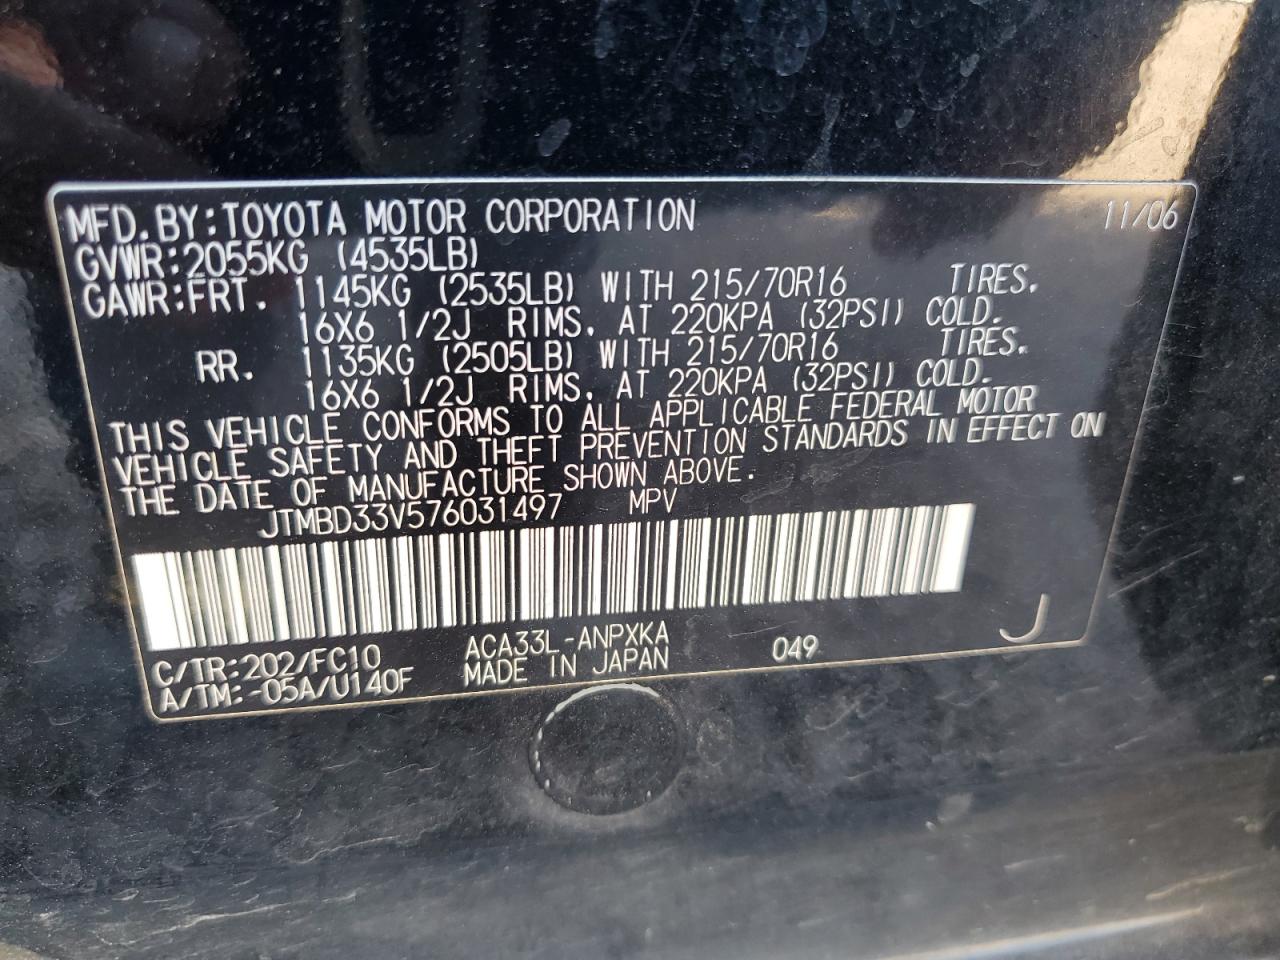 MFD.BY:TOYOTA MOTOR CORPORATION 11/06
GVWR:2055KG (4535LB)
GAWR:FRT. 1145KG (2535LB) WITH 215/70R16 TIRES.
16X6 1/2J RIMS, AT 220KPA (32PSI) COLD.
RR. 1135KG (2505LB) WITH 215/70R16 TIRES,
16X6 1/2J RIMS, AT 220KPA (32PSI) COLD.
THIS VEHICLE CONFORMS TO ALL APPLICABLE FEDERAL MOTOR
VEHICLE SAFETY AND THEFT PREVENTION STANDARDS IN EFFECT ON
THE DATE OF MANUFACTURE SHOWN ABOVE.
JTMBD33V576031497 MPV
C/TR:202/FC10 ACA33L-ANPXKA 049 J
A/TM:-05A/U140F MADE IN JAPAN